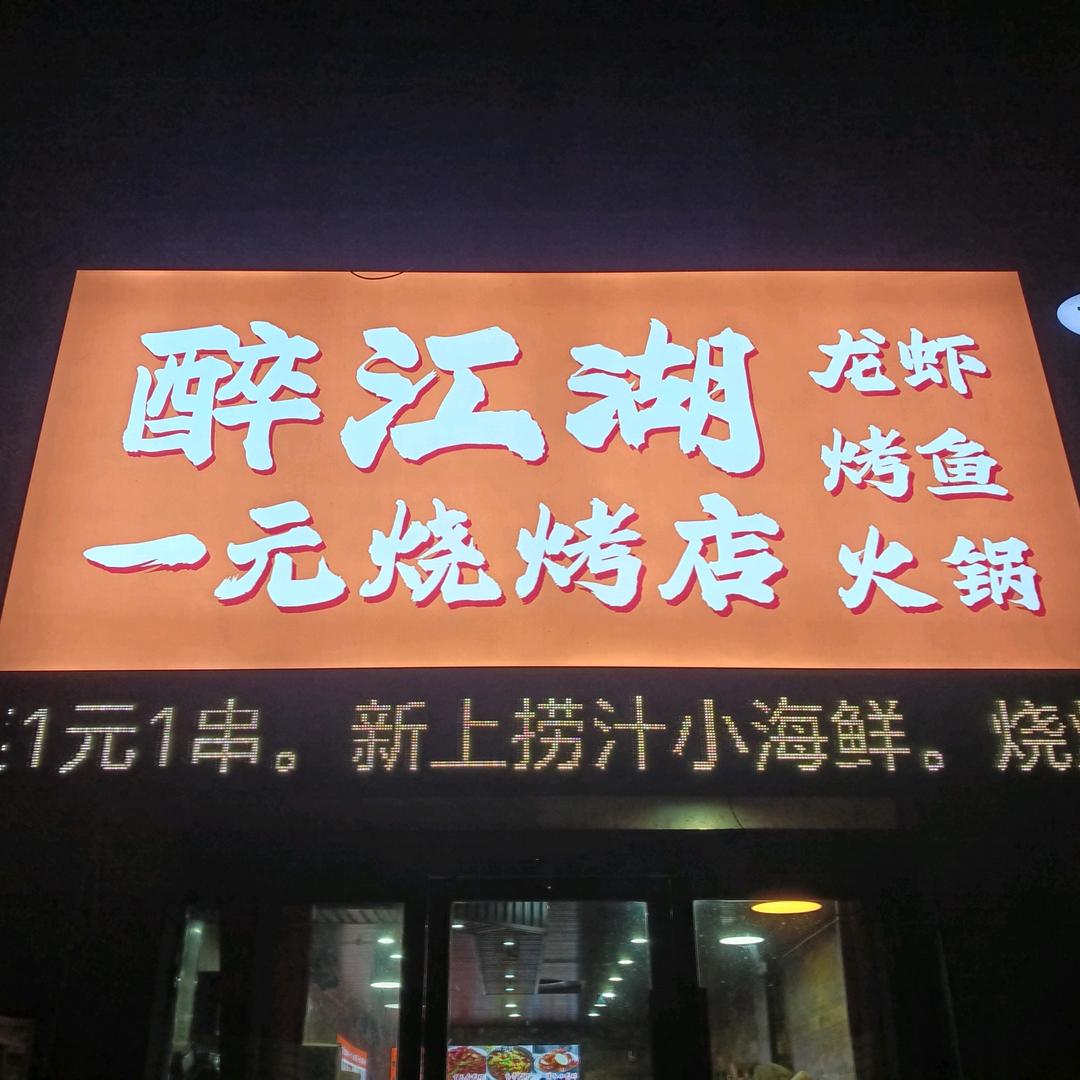 醉江湖
一元烧烤店
龙虾
烤鱼
火锅
1元1串。新上捞汁小海鲜。烧